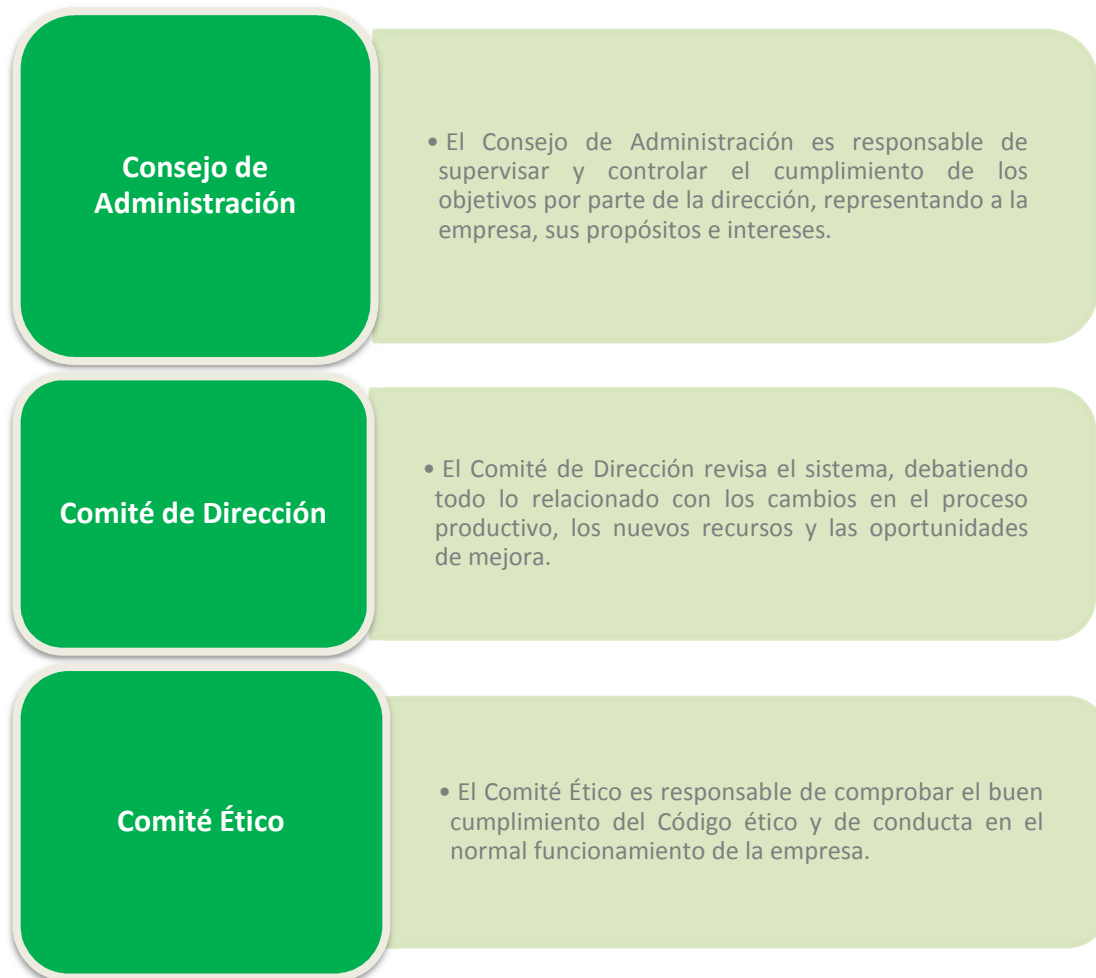 Consejo de
Administración
• El Consejo de Administración es responsable de
supervisar y controlar el cumplimiento de los
objetivos por parte de la dirección, representando a la
empresa, sus propósitos e intereses.
Comité de Dirección
• El Comité de Dirección revisa el sistema, debatiendo
todo lo relacionado con los cambios en el proceso
productivo, los nuevos recursos y las oportunidades
de mejora.
Comité Ético
• El Comité Ético es responsable de comprobar el buen
cumplimiento del Código ético y de conducta en el
normal funcionamiento de la empresa.